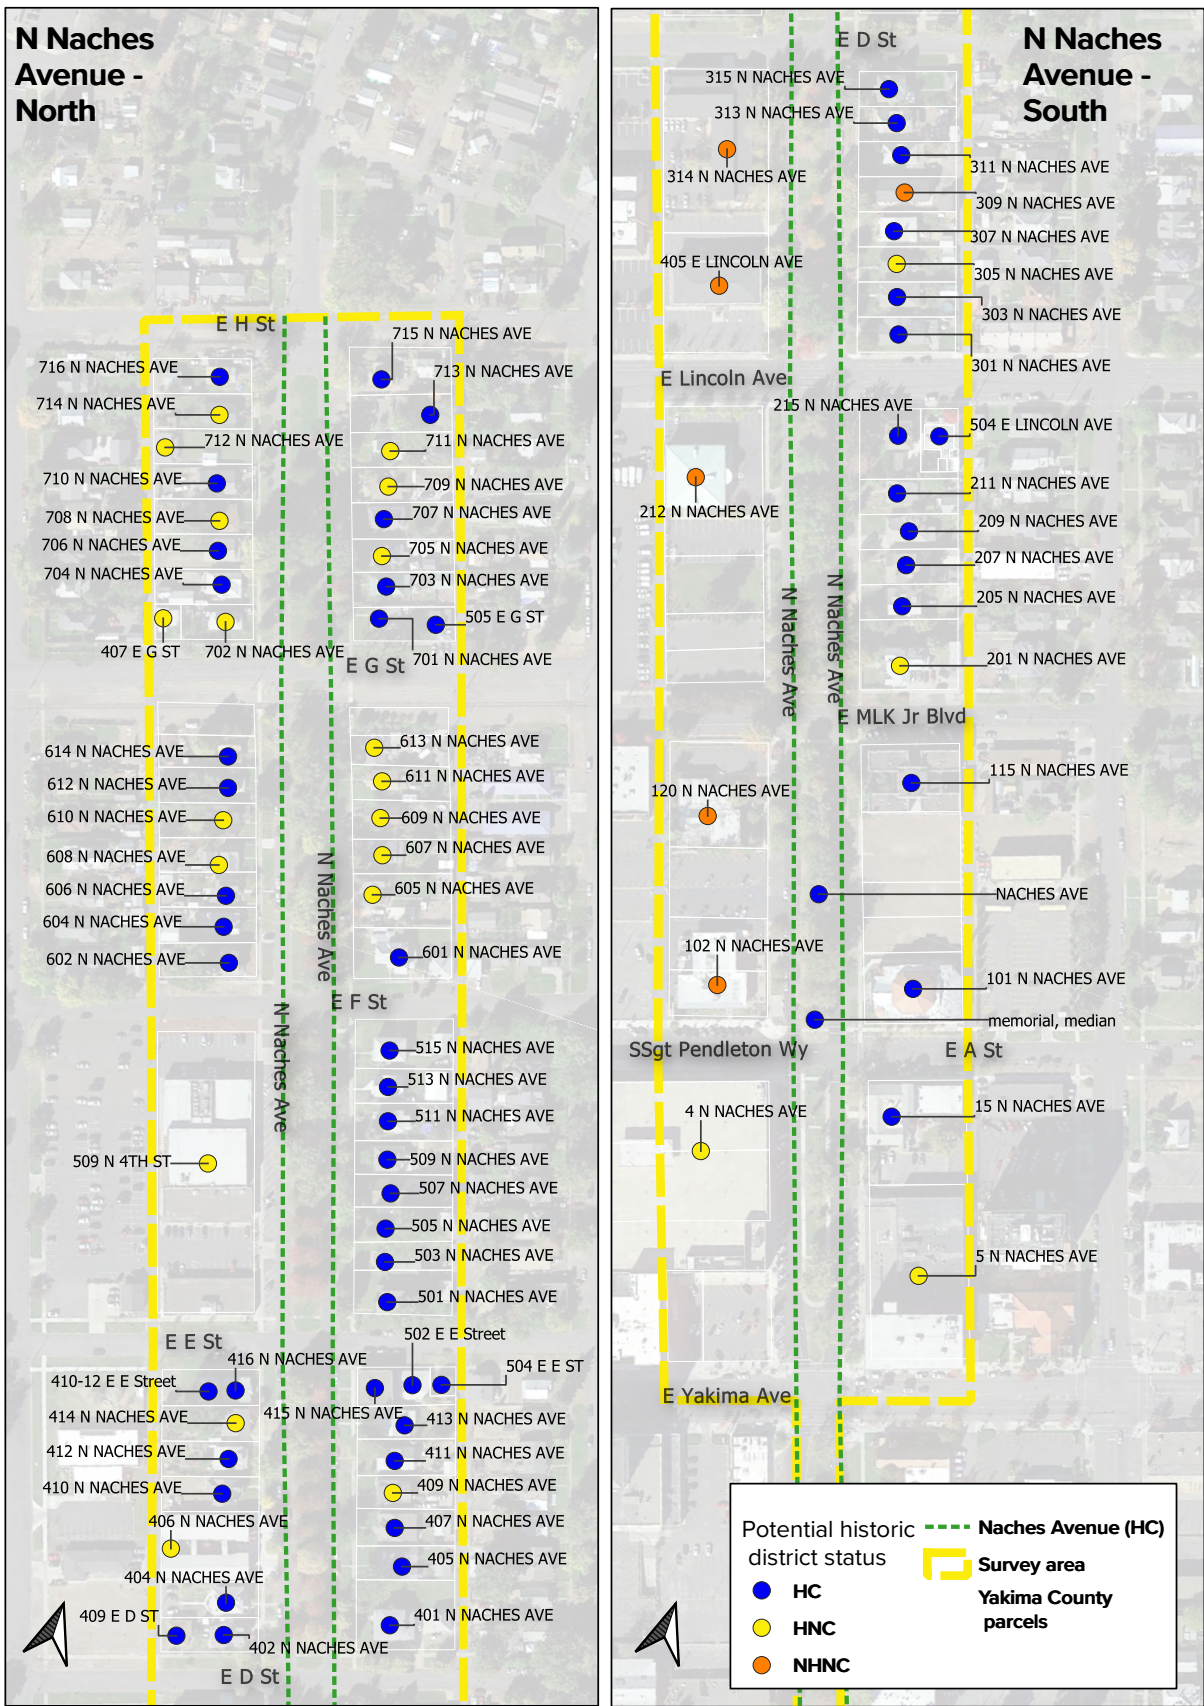 N Naches
Avenue -
North
E H St
715 N NACHES AVE
716 N NACHES AVE
713 N NACHES AVE
714 N NACHES AVE
712 N NACHES AVE
711 N NACHES AVE
710 N NACHES AVE
709 N NACHES AVE
708 N NACHES AVE
707 N NACHES AVE
706 N NACHES AVE
705 N NACHES AVE
704 N NACHES AVE
703 N NACHES AVE
505 E G ST
407 E G ST
702 N NACHES AVE
701 N NACHES AVE
E G St
613 N NACHES AVE
614 N NACHES AVE
611 N NACHES AVE
612 N NACHES AVE
610 N NACHES AVE
609 N NACHES AVE
608 N NACHES AVE
607 N NACHES AVE
606 N NACHES AVE
605 N NACHES AVE
604 N NACHES AVE
602 N NACHES AVE
601 N NACHES AVE
N Naches Ave
E F St
N Naches Ave
515 N NACHES AVE
513 N NACHES AVE
511 N NACHES AVE
509 N 4TH ST
509 N NACHES AVE
507 N NACHES AVE
505 N NACHES AVE
503 N NACHES AVE
501 N NACHES AVE
E E St
502 E E Street
416 N NACHES AVE
504 E E ST
410-12 E E Street
415 N NACHES AVE
414 N NACHES AVE
413 N NACHES AVE
412 N NACHES AVE
411 N NACHES AVE
410 N NACHES AVE
409 N NACHES AVE
406 N NACHES AVE
407 N NACHES AVE
405 N NACHES AVE
404 N NACHES AVE
409 E D ST
401 N NACHES AVE
402 N NACHES AVE
E D St
N Naches
Avenue -
South
E D St
315 N NACHES AVE
313 N NACHES AVE
314 N NACHES AVE
311 N NACHES AVE
309 N NACHES AVE
307 N NACHES AVE
405 E LINCOLN AVE
305 N NACHES AVE
303 N NACHES AVE
301 N NACHES AVE
E Lincoln Ave
215 N NACHES AVE
504 E LINCOLN AVE
211 N NACHES AVE
212 N NACHES AVE
209 N NACHES AVE
207 N NACHES AVE
205 N NACHES AVE
N Naches Ave
N Naches Ave
201 N NACHES AVE
E MLK Jr Blvd
115 N NACHES AVE
120 N NACHES AVE
NACHES AVE
102 N NACHES AVE
101 N NACHES AVE
memorial, median
SSgt Pendleton Wy
E A St
4 N NACHES AVE
15 N NACHES AVE
5 N NACHES AVE
E Yakima Ave
Potential historic
district status
HC
HNC
NHNC
Naches Avenue (HC)
Survey area
Yakima County
parcels